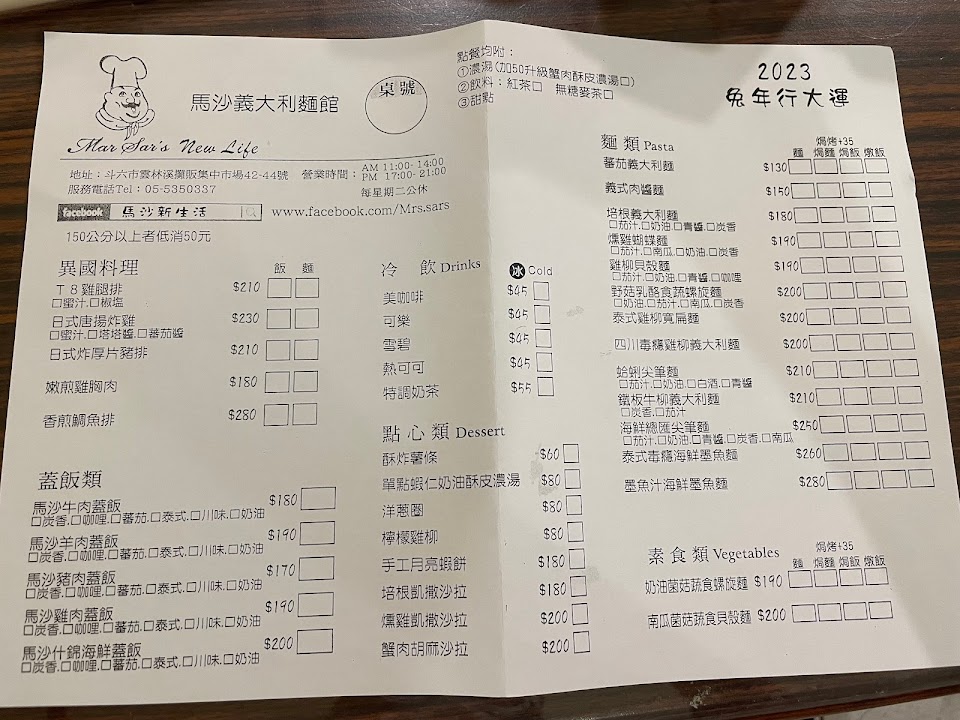 馬沙義大利麵館
桌號
Mar Sar's New Life
地址：斗六市雲林溪攤販集中市場42-44號
服務電話Tel：05-5350337
營業時間：AM 11:00- 14:00
PM 17:00- 21:00
每星期二公休
facebook 馬沙新生活
www.facebook.com/Mrs.sars
150公分以上者低消50元
點餐均附：
①濃湯(加50升級蟹肉酥皮濃湯□)
②飲料：紅茶□ 無糖麥茶□
③甜點
2023
兔年行大運
異國料理 飯 麵
T8雞腿排 $210
□蜜汁.□椒塩
日式唐揚炸雞 $230
□蜜汁.□塔塔醬.□番茄醬
日式炸厚片豬排 $210
嫩煎雞胸肉 $180
香煎鯛魚排 $280
蓋飯類
馬沙牛肉蓋飯 $180
□炭香.□咖哩.□番茄.□泰式.□川味.□奶油
馬沙羊肉蓋飯 $190
□炭香.□咖哩.□番茄.□泰式.□川味.□奶油
馬沙豬肉蓋飯 $170
□炭香.□咖哩.□番茄.□泰式.□川味.□奶油
馬沙雞肉蓋飯 $190
□炭香.□咖哩.□番茄.□泰式.□川味.□奶油
馬沙什錦海鮮蓋飯 $200
□炭香.□咖哩.□番茄.□泰式.□川味.□奶油
冷飲 Drinks 冰 Cold
美咖啡 $45
可樂 $45
雪碧 $45
熱可可 $45
特調奶茶 $55
點心類 Dessert
酥炸薯條 $60
單點蝦仁奶油酥皮濃湯 $80
洋蔥圈 $80
檸檬雞柳 $80
手工月亮蝦餅 $180
培根凱撒沙拉 $180
燻雞凱撒沙拉 $200
蟹肉胡麻沙拉 $200
麵類 Pasta
焗烤+35
麵 焗麵 焗飯 燉飯
蕃茄義大利麵 $130
義式肉醬麵 $150
培根義大利麵 $180
□茄汁.□奶油.□青醬.□炭香
燻雞蝴蝶麵 $190
□茄汁.□南瓜.□奶油.□炭香
雞柳貝殼麵 $190
□茄汁.□奶油.□青醬.□咖哩
野菇乳酪食蔬螺旋麵 $200
□奶油.□茄汁.□南瓜.□炭香
泰式雞柳寬扁麵 $200
四川毒癮雞柳義大利麵 $200
蛤蜊尖筆麵 $210
□茄汁.□奶油.□白酒.□青醬
鐵板牛柳義大利麵 $210
□炭香.□茄汁
海鮮總匯尖筆麵 $250
□茄汁.□奶油.□青醬.□炭香.□南瓜
泰式毒癮海鮮墨魚麵 $260
墨魚汁海鮮墨魚麵 $280
素食類 Vegetables
焗烤+35
麵 焗麵 焗飯 燉飯
奶油菌菇蔬食螺旋麵 $190
南瓜菌菇蔬食貝殼麵 $200